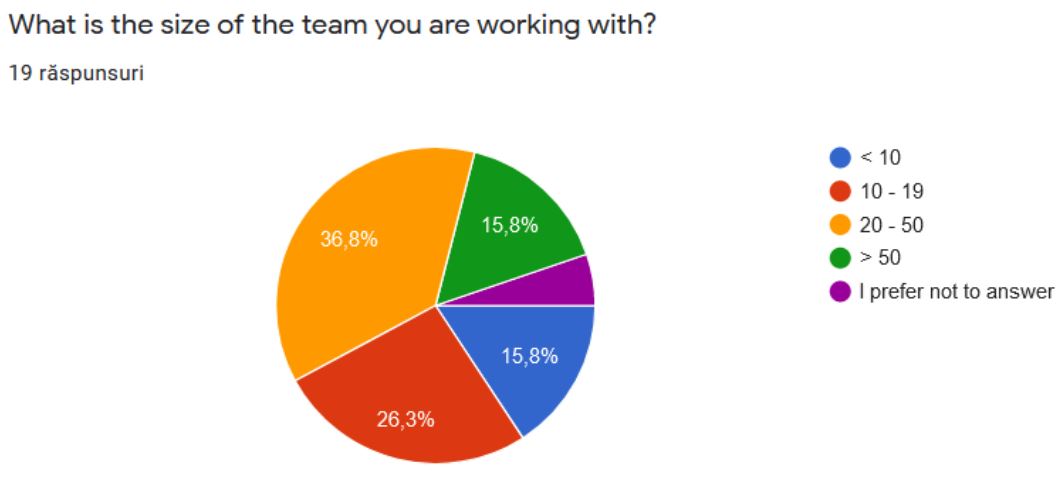 What is the size of the team you are working with?
19 răspunsuri
< 10
10 - 19
20 - 50
> 50
I prefer not to answer
36,8%
15,8%
15,8%
26,3%